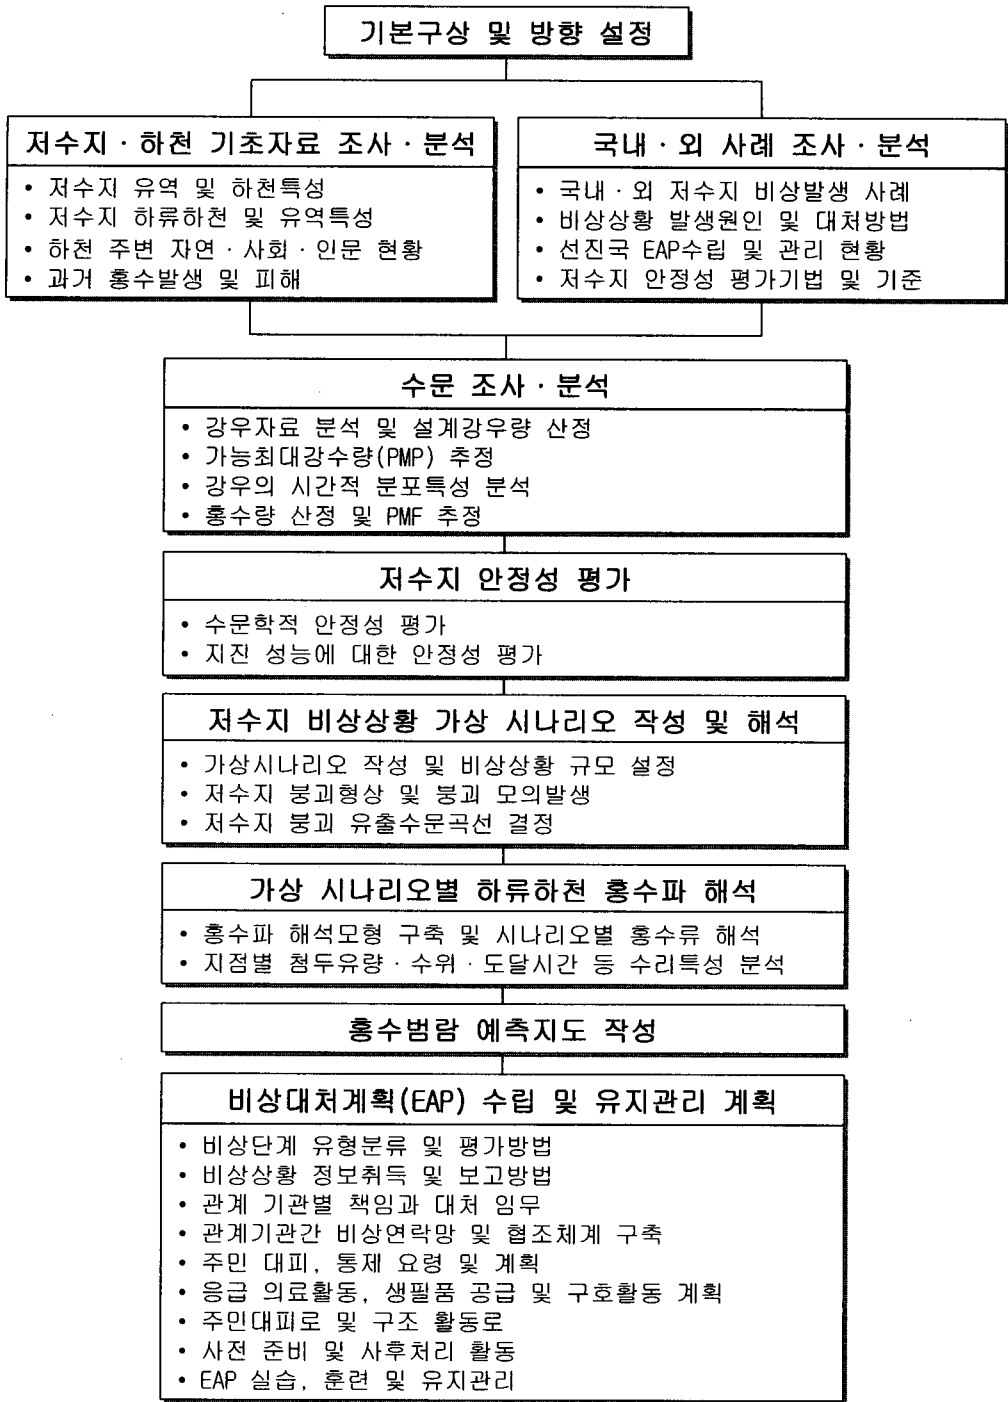 기본구상 및 방향 설정
저수지 · 하천 기초자료 조사 · 분석
• 저수지 유역 및 하천특성
• 저수지 하류하천 및 유역특성
• 하천 주변 자연 · 사회 · 인문 현황
• 과거 홍수발생 및 피해
국내 · 외 사례 조사 · 분석
• 국내 · 외 저수지 비상발생 사례
• 비상상황 발생원인 및 대처방법
• 선진국 EAP수립 및 관리 현황
• 저수지 안정성 평가기법 및 기준
수문 조사 · 분석
• 강우자료 분석 및 설계강우량 산정
• 가능최대강수량(PMP) 추정
• 강우의 시간적 분포특성 분석
• 홍수량 산정 및 PMF 추정
저수지 안정성 평가
• 수문학적 안정성 평가
• 지진 성능에 대한 안정성 평가
저수지 비상상황 가상 시나리오 작성 및 해석
• 가상시나리오 작성 및 비상상황 규모 설정
• 저수지 붕괴형상 및 붕괴 모의발생
• 저수지 붕괴 유출수문곡선 결정
가상 시나리오별 하류하천 홍수파 해석
• 홍수파 해석모형 구축 및 시나리오별 홍수류 해석
• 지점별 첨두유량 · 수위 · 도달시간 등 수리특성 분석
홍수범람 예측지도 작성
비상대처계획(EAP) 수립 및 유지관리 계획
• 비상단계 유형분류 및 평가방법
• 비상상황 정보취득 및 보고방법
• 관계 기관별 책임과 대처 임무
• 관계기관간 비상연락망 및 협조체계 구축
• 주민 대피, 통제 요령 및 계획
• 응급 의료활동, 생필품 공급 및 구호활동 계획
• 주민대피로 및 구조 활동로
• 사전 준비 및 사후처리 활동
• EAP 실습, 훈련 및 유지관리